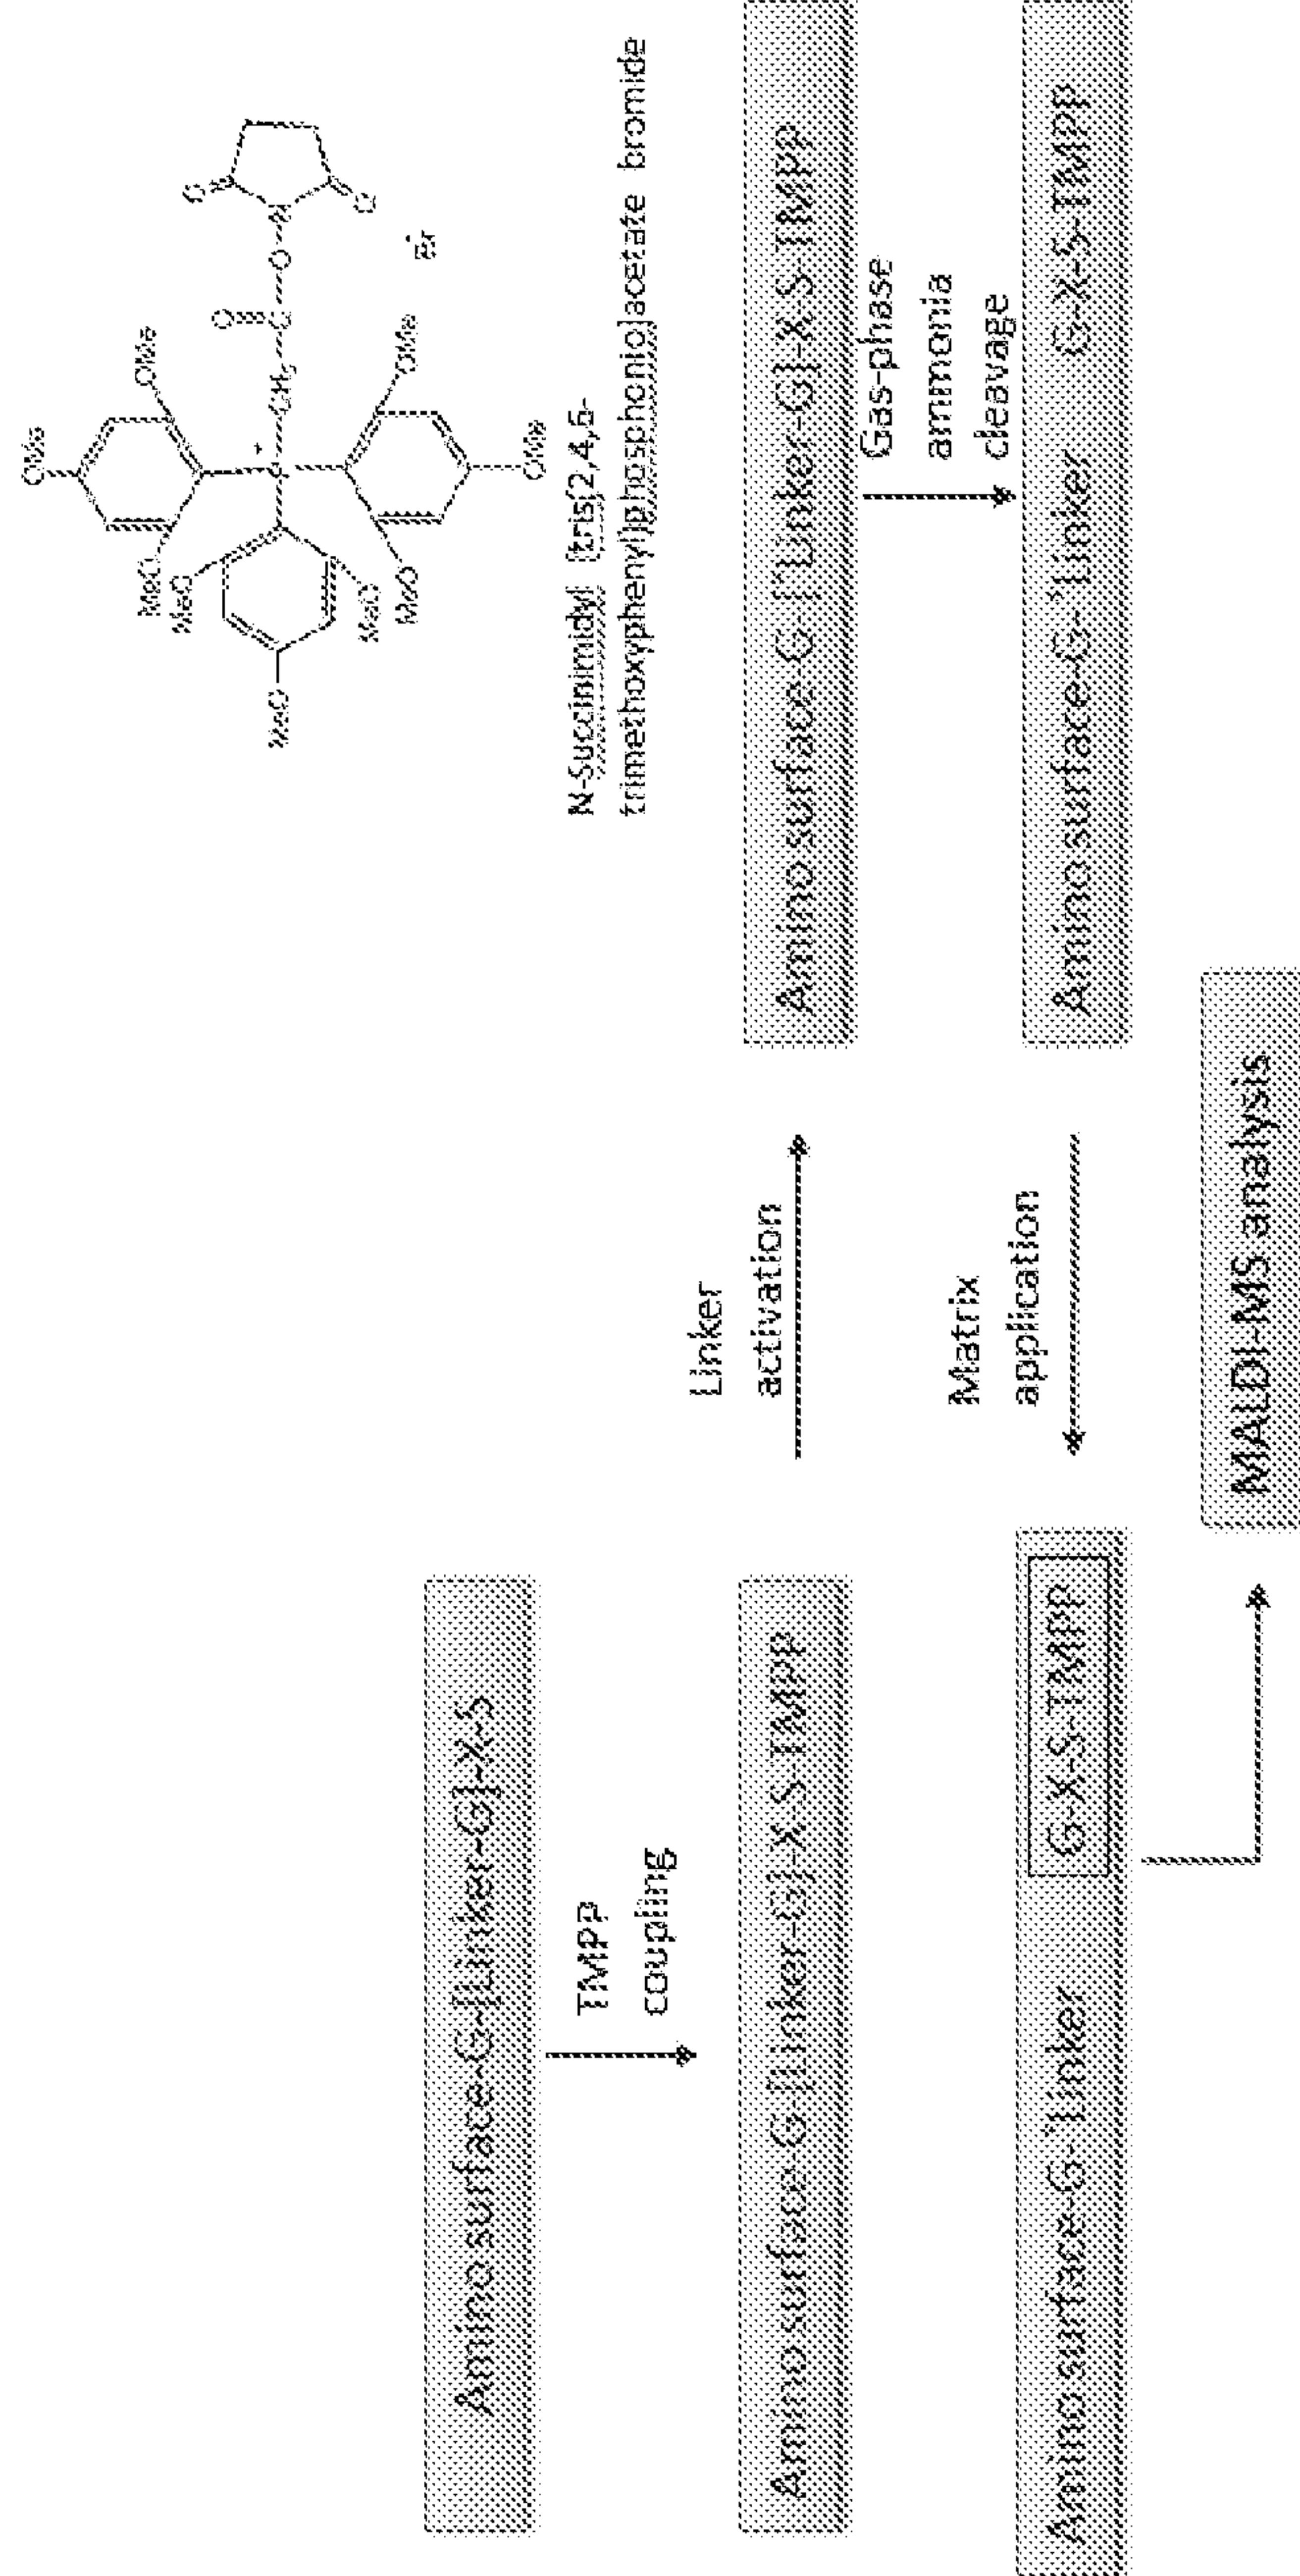 OMe
MeO
OMe
MeO
MeO
P
+
CH₂
C
O
O
N
O
O
Br
MeO
MeO
OMe
OMe
N-Succinimidyl [tris(2,4,6-
trimethoxyphenyl)phosphonio]acetate bromide
Amino surface-G-[Linker-G]-X-S
TMPP
coupling
Amino surface-G-[Linker-G]-X-S-TMPP
Linker
activation
Amino surface-G-[*Linker-G]-X-S-TMPP
Gas-phase
ammonia
cleavage
Amino surface-G-*Linker G-X-S-TMPP
Matrix
application
Amino surface-G-*Linker G-X-S-TMPP
MALDI-MS analysis